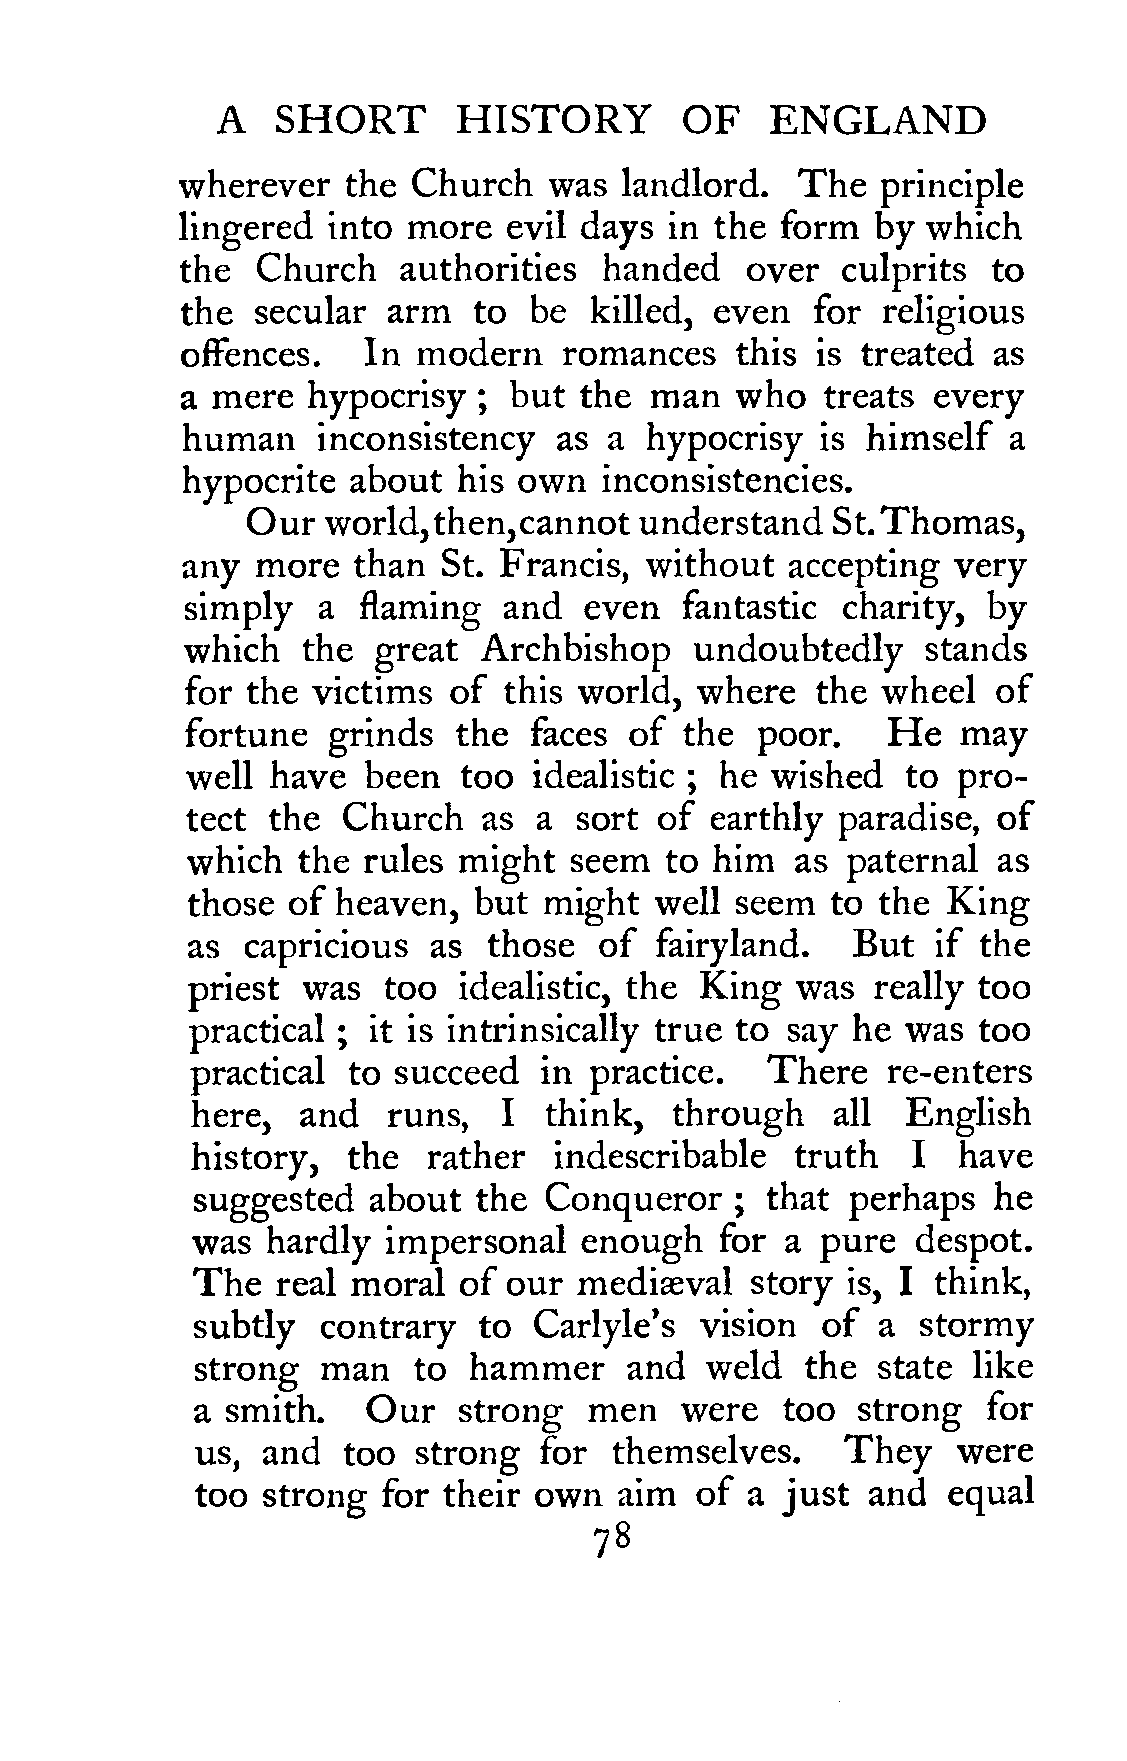 A SHORT HISTORY OF ENGLAND
wherever the Church was landlord. The principle
lingered into more evil days in the form by which
the Church authorities handed over culprits to
the secular arm to be killed, even for religious
offences. In modern romances this is treated as
a mere hypocrisy ; but the man who treats every
human inconsistency as a hypocrisy is himself a
hypocrite about his own inconsistencies.
Our world, then, cannot understand St. Thomas,
any more than St. Francis, without accepting very
simply a flaming and even fantastic charity, by
which the great Archbishop undoubtedly stands
for the victims of this world, where the wheel of
fortune grinds the faces of the poor. He may
well have been too idealistic ; he wished to pro-
tect the Church as a sort of earthly paradise, of
which the rules might seem to him as paternal as
those of heaven, but might well seem to the King
as capricious as those of fairyland. But if the
priest was too idealistic, the King was really too
practical ; it is intrinsically true to say he was too
practical to succeed in practice. There re-enters
here, and runs, I think, through all English
history, the rather indescribable truth I have
suggested about the Conqueror ; that perhaps he
was hardly impersonal enough for a pure despot.
The real moral of our mediæval story is, I think,
subtly contrary to Carlyle's vision of a stormy
strong man to hammer and weld the state like
a smith. Our strong men were too strong for
us, and too strong for themselves. They were
too strong for their own aim of a just and equal
78